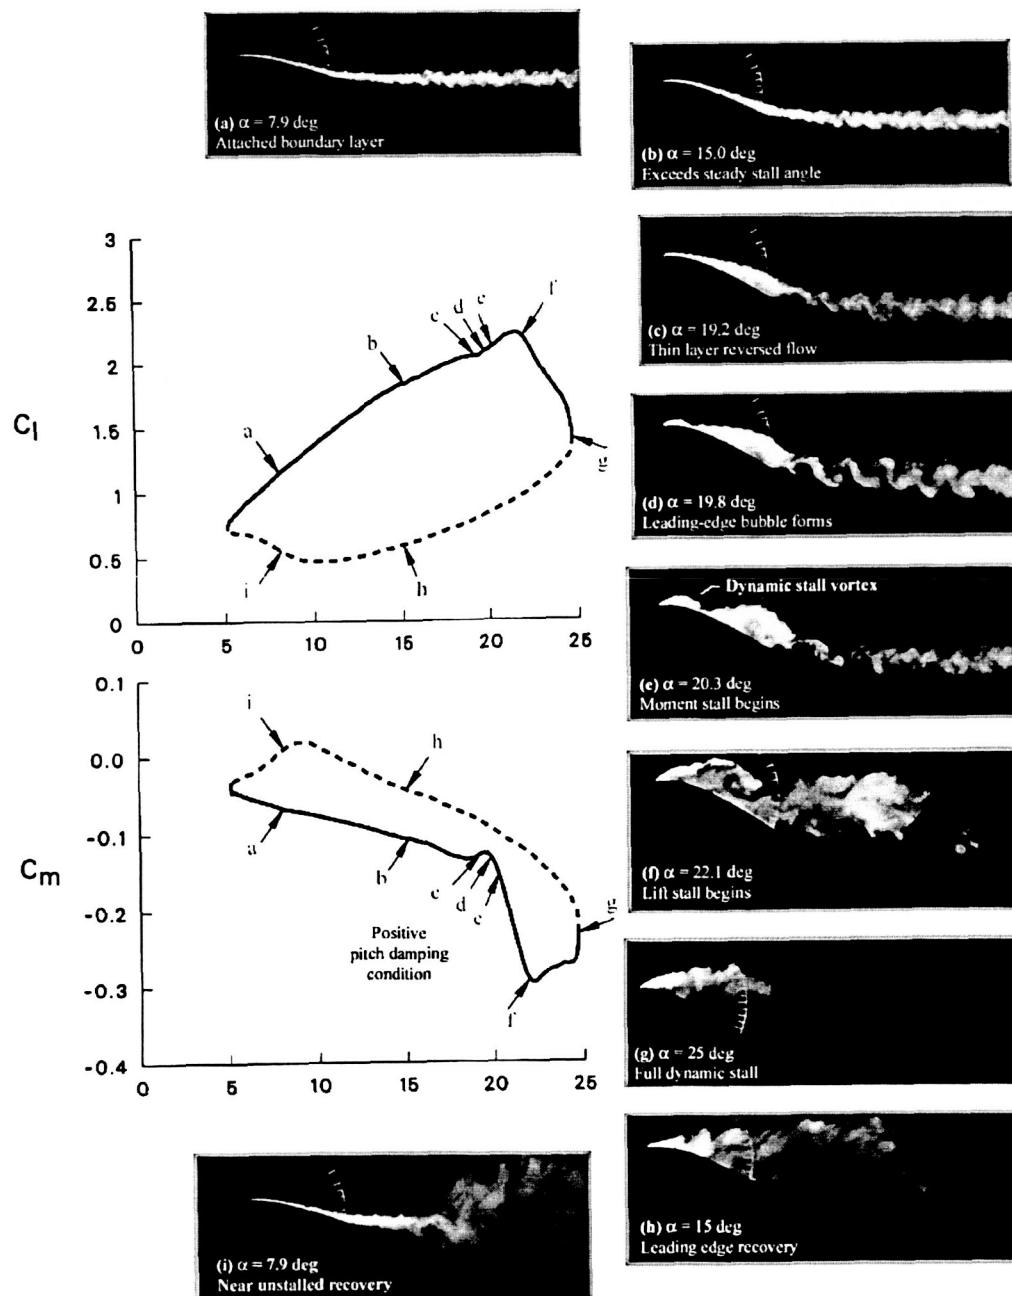 (a) α = 7.9 deg
Attached boundary layer
(b) α = 15.0 deg
Exceeds steady stall angle
(c) α = 19.2 deg
Thin layer reversed flow
(d) α = 19.8 deg
Leading-edge bubble forms
Dynamic stall vortex
(e) α = 20.3 deg
Moment stall begins
(f) α = 22.1 deg
Lift stall begins
(g) α = 25 deg
Full dynamic stall
(h) α = 15 deg
Leading edge recovery
(i) α = 7.9 deg
Near unstalled recovery
Cl
3
2.5
2
1.5
1
0.5
0
0
5
10
15
20
25
a
b
c
d
e
f
g
h
i
Cm
0.1
0.0
-0.1
-0.2
-0.3
-0.4
0
5
10
15
20
25
i
h
a
b
c
d
e
g
f
Positive
pitch damping
condition